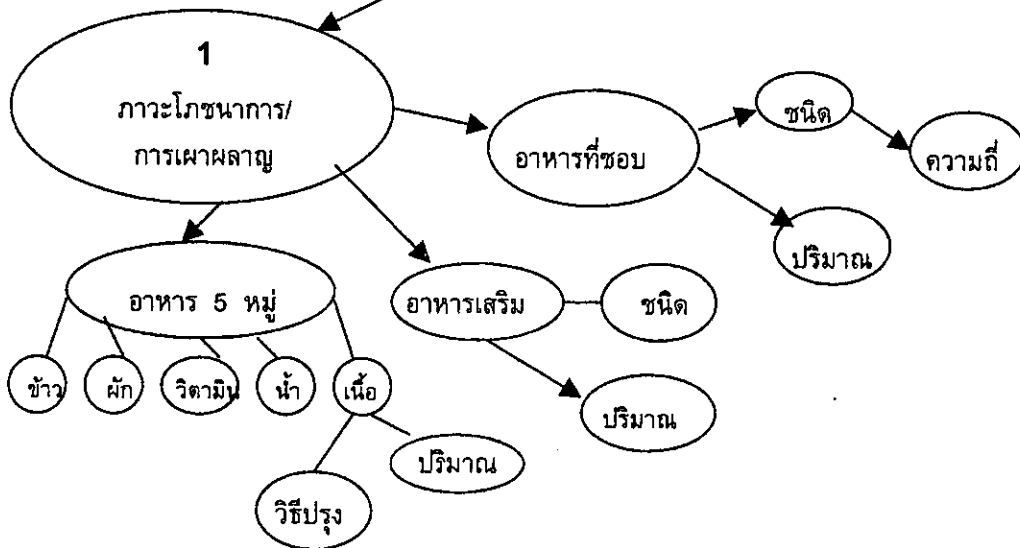 1
ภาวะโภชนาการ/
การเผาผลาญ
อาหารที่ชอบ
ชนิด
ความถี่
ปริมาณ
อาหาร 5 หมู่
อาหารเสริม
ชนิด
ข้าว
ผัก
วิตามิน
น้ำ
เนื้อ
ปริมาณ
ปริมาณ
วิธีปรุง